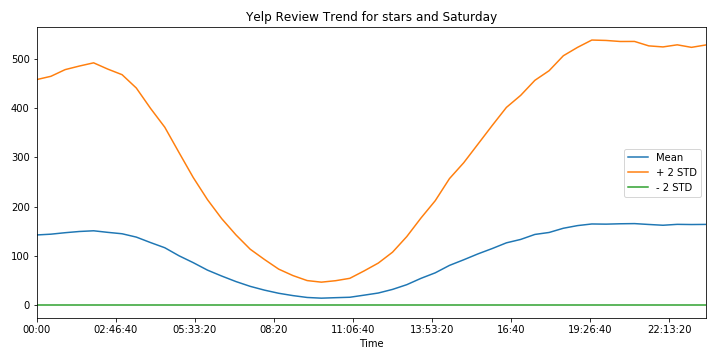 Yelp Review Trend for stars and Saturday
500
400
300
200
100
0
Mean
+ 2 STD
- 2 STD
00:00 02:46:40 05:33:20 08:20 11:06:40 13:53:20 16:40 19:26:40 22:13:20
Time